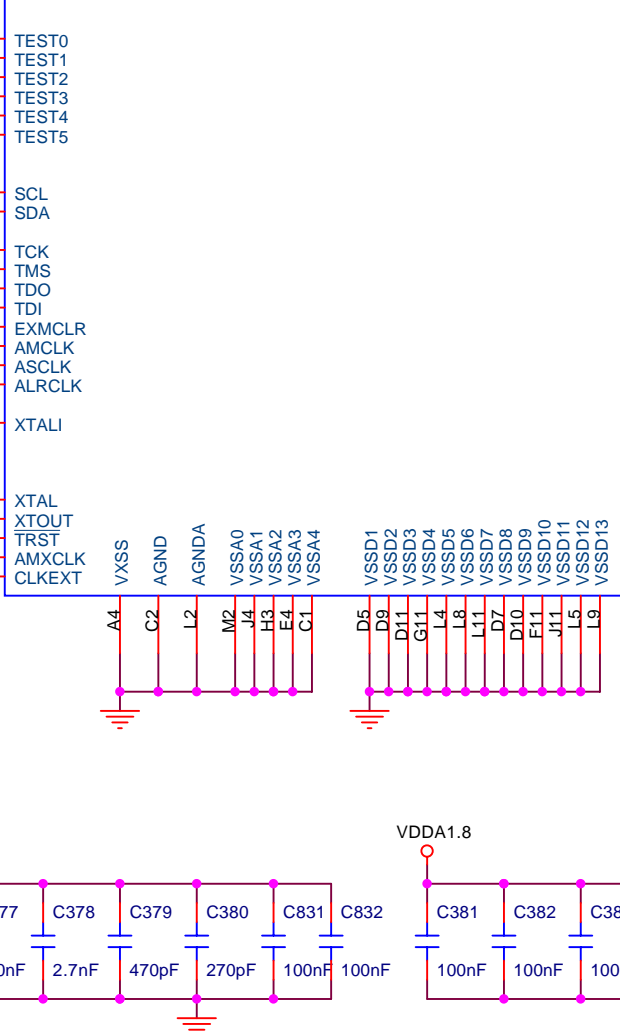 TEST0
TEST1
TEST2
TEST3
TEST4
TEST5
SCL
SDA
TCK
TMS
TDO
TDI
EXMCLR
AMCLK
ASCLK
ALRCLK
XTALI
XTAL
XTOUT
TRST
AMXCLK
CLKEXT
VXSS
AGND
AGNDA
VSSA0
VSSA1
VSSA2
VSSA3
VSSA4
VSSD1
VSSD2
VSSD3
VSSD4
VSSD5
VSSD6
VSSD7
VSSD8
VSSD9
VSSD10
VSSD11
VSSD12
VSSD13
A4
C2
L2
M2
J4
H3
E4
C1
D5
D9
D11
G11
L4
L8
L11
D7
D10
F11
J11
L5
L9
VDDA1.8
77 C378 C379 C380 C831 C832 C381 C382 C38
0nF 2.7nF 470pF 270pF 100nF 100nF 100nF 100nF 100